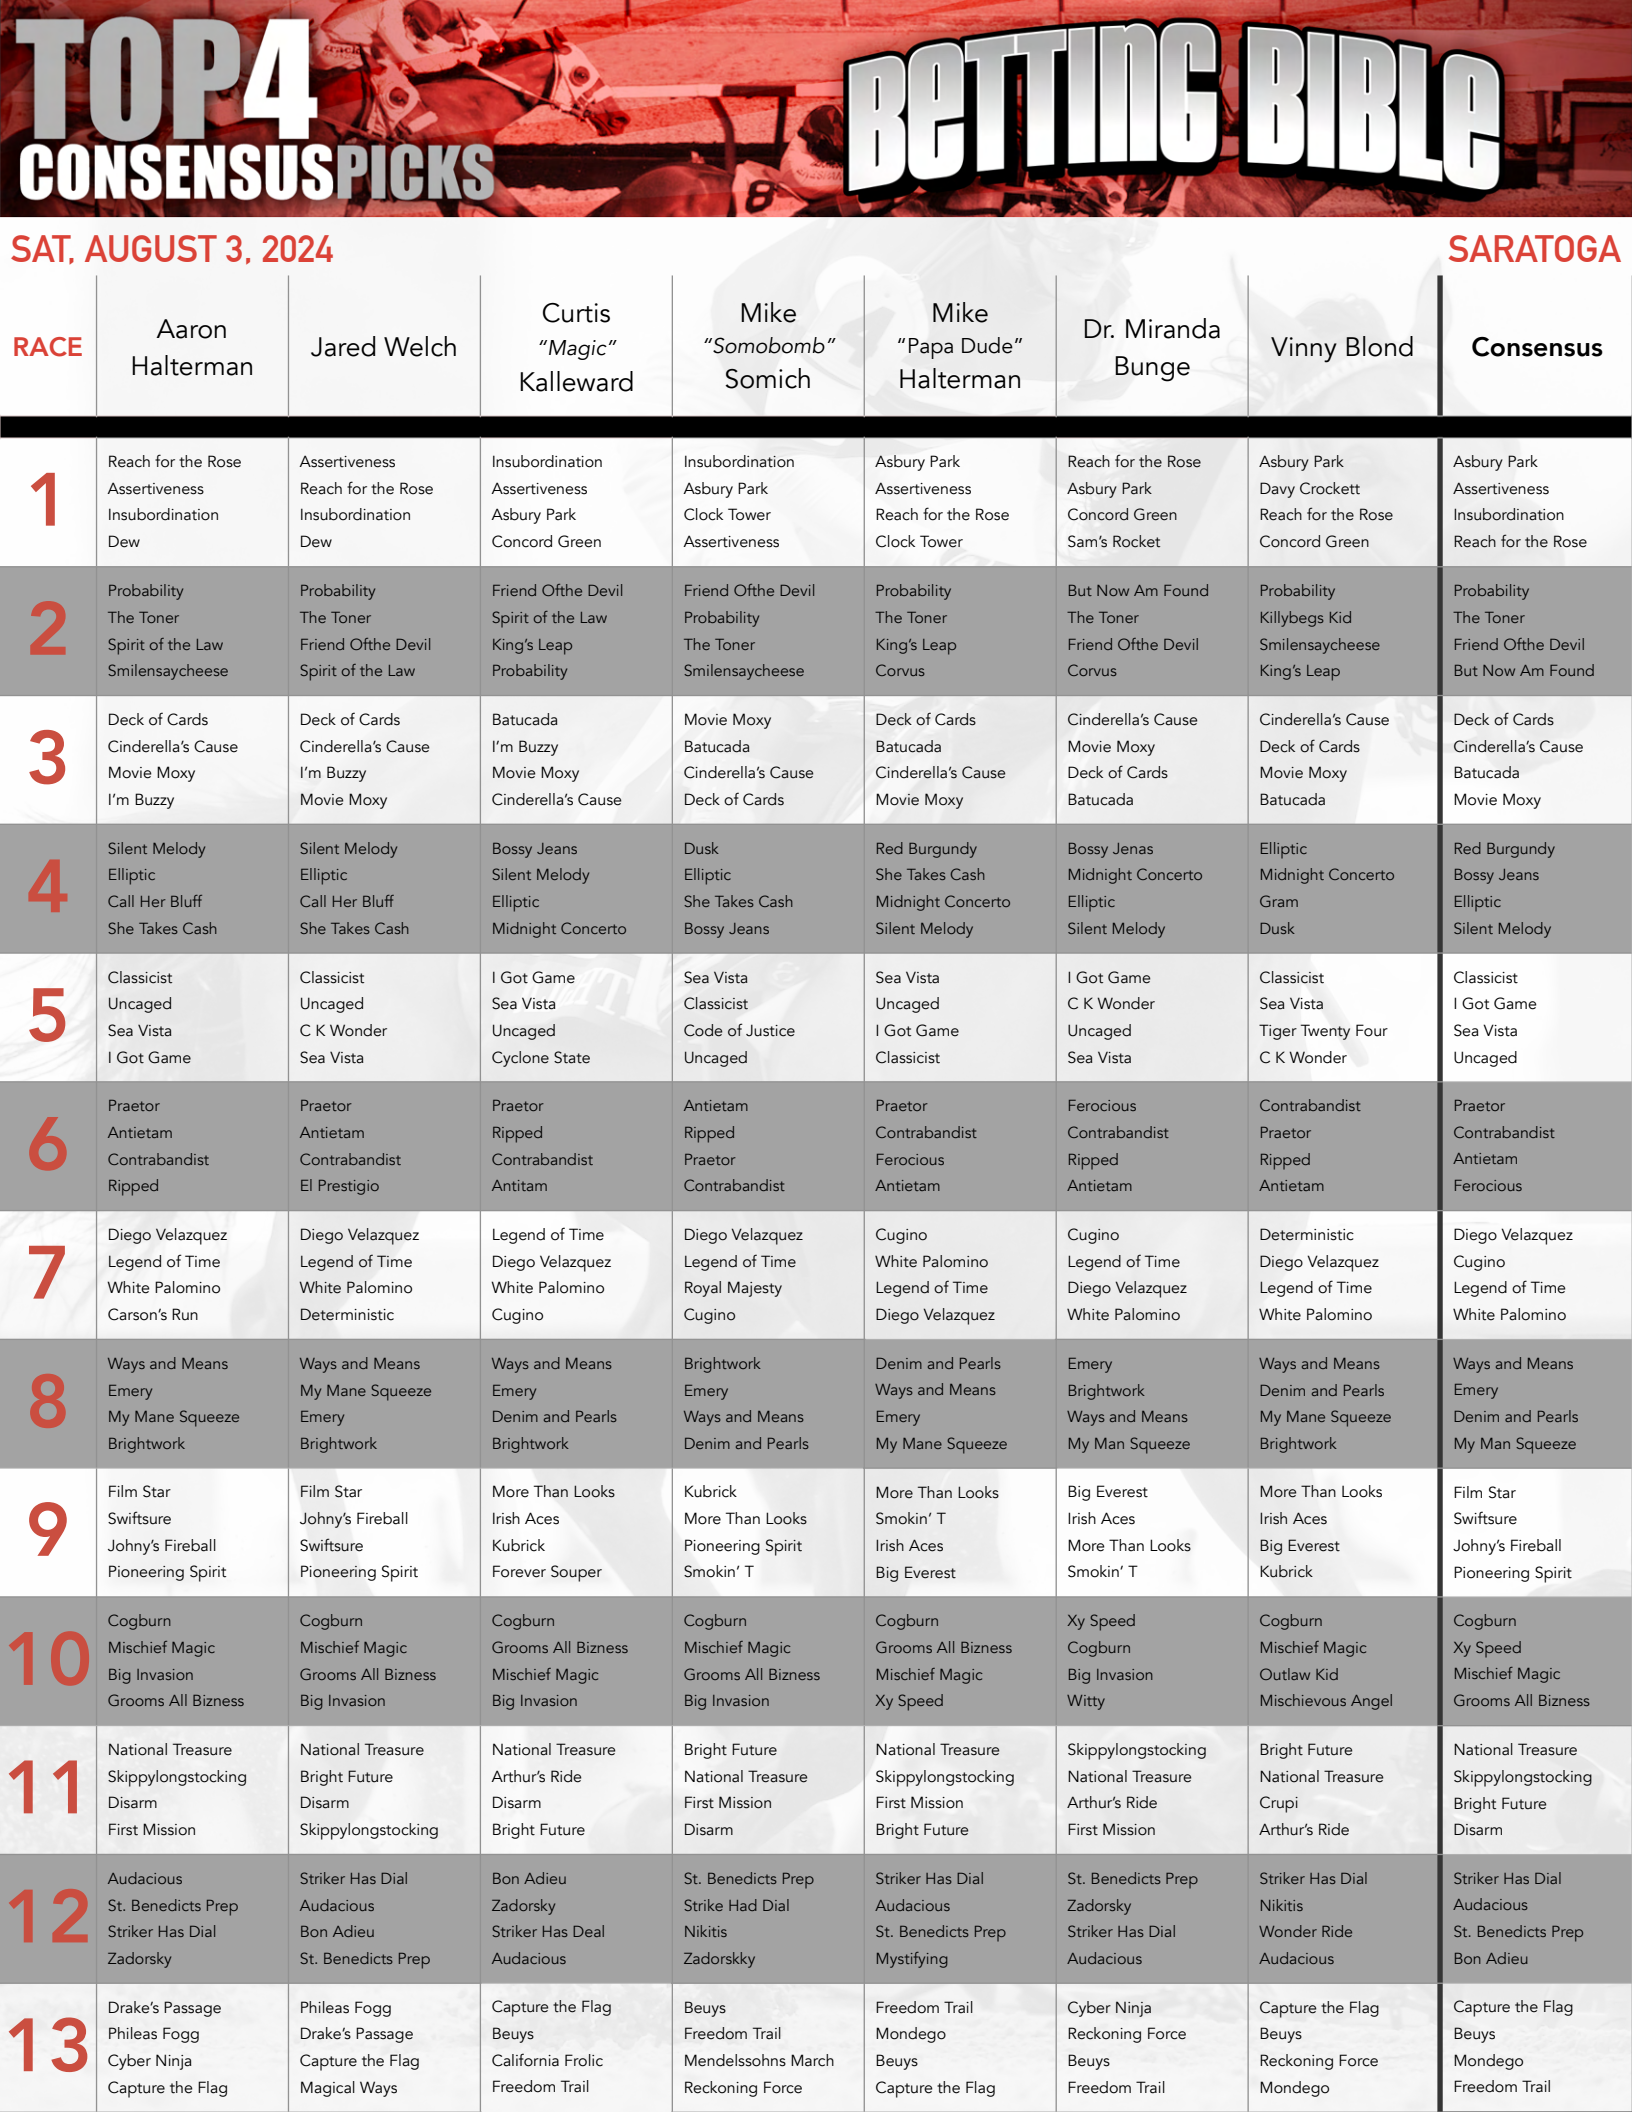 TOP4
CONSENSUSPICKS
BETTING BIBLE
SAT, AUGUST 3, 2024
SARATOGA
RACE
Aaron
Halterman
Jared Welch
Curtis
“Magic”
Kalleward
Mike
“Somobomb”
Somich
Mike
“Papa Dude”
Halterman
Dr. Miranda
Bunge
Vinny Blond
Consensus
1
Reach for the Rose
Assertiveness
Insubordination
Dew
Assertiveness
Reach for the Rose
Insubordination
Dew
Insubordination
Assertiveness
Asbury Park
Concord Green
Insubordination
Asbury Park
Clock Tower
Assertiveness
Asbury Park
Assertiveness
Reach for the Rose
Clock Tower
Reach for the Rose
Asbury Park
Concord Green
Sam’s Rocket
Asbury Park
Davy Crockett
Reach for the Rose
Concord Green
Asbury Park
Assertiveness
Insubordination
Reach for the Rose
2
Probability
The Toner
Spirit of the Law
Smilensaycheese
Probability
The Toner
Friend Ofthe Devil
Spirit of the Law
Friend Ofthe Devil
Spirit of the Law
King’s Leap
Probability
Friend Ofthe Devil
Probability
The Toner
Smilensaycheese
Probability
The Toner
King’s Leap
Corvus
But Now Am Found
The Toner
Friend Ofthe Devil
Corvus
Probability
Killybegs Kid
Smilensaycheese
King’s Leap
Probability
The Toner
Friend Ofthe Devil
But Now Am Found
3
Deck of Cards
Cinderella’s Cause
Movie Moxy
I’m Buzzy
Deck of Cards
Cinderella’s Cause
I’m Buzzy
Movie Moxy
Batucada
I’m Buzzy
Movie Moxy
Cinderella’s Cause
Movie Moxy
Batucada
Cinderella’s Cause
Deck of Cards
Deck of Cards
Batucada
Cinderella’s Cause
Movie Moxy
Cinderella’s Cause
Movie Moxy
Deck of Cards
Batucada
Cinderella’s Cause
Deck of Cards
Movie Moxy
Batucada
Deck of Cards
Cinderella’s Cause
Batucada
Movie Moxy
4
Silent Melody
Elliptic
Call Her Bluff
She Takes Cash
Silent Melody
Elliptic
Call Her Bluff
She Takes Cash
Bossy Jeans
Silent Melody
Elliptic
Midnight Concerto
Dusk
Elliptic
She Takes Cash
Bossy Jeans
Red Burgundy
She Takes Cash
Midnight Concerto
Silent Melody
Bossy Jenas
Midnight Concerto
Elliptic
Silent Melody
Elliptic
Midnight Concerto
Gram
Dusk
Red Burgundy
Bossy Jeans
Elliptic
Silent Melody
5
Classicist
Uncaged
Sea Vista
I Got Game
Classicist
Uncaged
C K Wonder
Sea Vista
I Got Game
Sea Vista
Uncaged
Cyclone State
Sea Vista
Classicist
Code of Justice
Uncaged
Sea Vista
Uncaged
I Got Game
Classicist
I Got Game
C K Wonder
Uncaged
Sea Vista
Classicist
Sea Vista
Tiger Twenty Four
C K Wonder
Classicist
I Got Game
Sea Vista
Uncaged
6
Praetor
Antietam
Contrabandist
Ripped
Praetor
Antietam
Contrabandist
El Prestigio
Praetor
Ripped
Contrabandist
Antitam
Antietam
Ripped
Praetor
Contrabandist
Praetor
Contrabandist
Ferocious
Antietam
Ferocious
Contrabandist
Ripped
Antietam
Contrabandist
Praetor
Ripped
Antietam
Praetor
Contrabandist
Antietam
Ferocious
7
Diego Velazquez
Legend of Time
White Palomino
Carson’s Run
Diego Velazquez
Legend of Time
White Palomino
Deterministic
Legend of Time
Diego Velazquez
White Palomino
Cugino
Diego Velazquez
Legend of Time
Royal Majesty
Cugino
Cugino
White Palomino
Legend of Time
Diego Velazquez
Cugino
Legend of Time
Diego Velazquez
White Palomino
Deterministic
Diego Velazquez
Legend of Time
White Palomino
Diego Velazquez
Cugino
Legend of Time
White Palomino
8
Ways and Means
Emery
My Mane Squeeze
Brightwork
Ways and Means
My Mane Squeeze
Emery
Brightwork
Ways and Means
Emery
Denim and Pearls
Brightwork
Brightwork
Emery
Ways and Means
Denim and Pearls
Denim and Pearls
Ways and Means
Emery
My Mane Squeeze
Emery
Brightwork
Ways and Means
My Man Squeeze
Ways and Means
Denim and Pearls
My Mane Squeeze
Brightwork
Ways and Means
Emery
Denim and Pearls
My Man Squeeze
9
Film Star
Swiftsure
Johny’s Fireball
Pioneering Spirit
Film Star
Johny’s Fireball
Swiftsure
Pioneering Spirit
More Than Looks
Irish Aces
Kubrick
Forever Souper
Kubrick
More Than Looks
Pioneering Spirit
Smokin’ T
More Than Looks
Smokin’ T
Irish Aces
Big Everest
Big Everest
Irish Aces
More Than Looks
Smokin’ T
More Than Looks
Irish Aces
Big Everest
Kubrick
Film Star
Swiftsure
Johny’s Fireball
Pioneering Spirit
10
Cogburn
Mischief Magic
Big Invasion
Grooms All Bizness
Cogburn
Mischief Magic
Grooms All Bizness
Big Invasion
Cogburn
Grooms All Bizness
Mischief Magic
Big Invasion
Cogburn
Mischief Magic
Grooms All Bizness
Big Invasion
Cogburn
Grooms All Bizness
Mischief Magic
Xy Speed
Xy Speed
Cogburn
Big Invasion
Witty
Cogburn
Mischief Magic
Outlaw Kid
Mischievous Angel
Cogburn
Xy Speed
Mischief Magic
Grooms All Bizness
11
National Treasure
Skippylongstocking
Disarm
First Mission
National Treasure
Bright Future
Disarm
Skippylongstocking
National Treasure
Arthur’s Ride
Disarm
Bright Future
Bright Future
National Treasure
First Mission
Disarm
National Treasure
Skippylongstocking
First Mission
Bright Future
Skippylongstocking
National Treasure
Arthur’s Ride
First Mission
Bright Future
National Treasure
Crupi
Arthur’s Ride
National Treasure
Skippylongstocking
Bright Future
Disarm
12
Audacious
St. Benedicts Prep
Striker Has Dial
Zadorsky
Striker Has Dial
Audacious
Bon Adieu
St. Benedicts Prep
Bon Adieu
Zadorsky
Striker Has Deal
Audacious
St. Benedicts Prep
Strike Had Dial
Nikitis
Zadorskky
Striker Has Dial
Audacious
St. Benedicts Prep
Mystifying
St. Benedicts Prep
Zadorsky
Striker Has Dial
Audacious
Striker Has Dial
Nikitis
Wonder Ride
Audacious
Striker Has Dial
Audacious
St. Benedicts Prep
Bon Adieu
13
Drake’s Passage
Phileas Fogg
Cyber Ninja
Capture the Flag
Phileas Fogg
Drake’s Passage
Capture the Flag
Magical Ways
Capture the Flag
Beuys
California Frolic
Freedom Trail
Beuys
Freedom Trail
Mendelssohns March
Reckoning Force
Freedom Trail
Mondego
Beuys
Capture the Flag
Cyber Ninja
Reckoning Force
Beuys
Freedom Trail
Capture the Flag
Beuys
Reckoning Force
Mondego
Capture the Flag
Beuys
Mondego
Freedom Trail